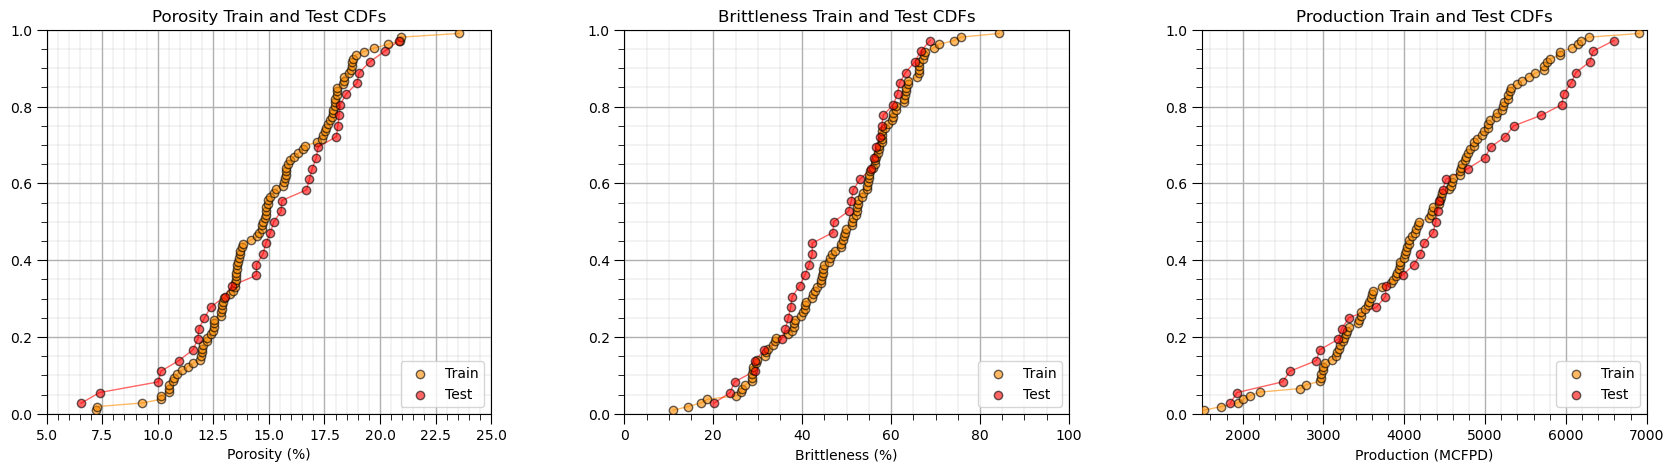 Porosity Train and Test CDFs
1.0
0.8
0.6
0.4
0.2
0.0
5.0 7.5 10.0 12.5 15.0 17.5 20.0 22.5 25.0
Porosity (%)
Train
Test
Brittleness Train and Test CDFs
1.0
0.8
0.6
0.4
0.2
0.0
0 20 40 60 80 100
Brittleness (%)
Train
Test
Production Train and Test CDFs
1.0
0.8
0.6
0.4
0.2
0.0
2000 3000 4000 5000 6000 7000
Production (MCFPD)
Train
Test